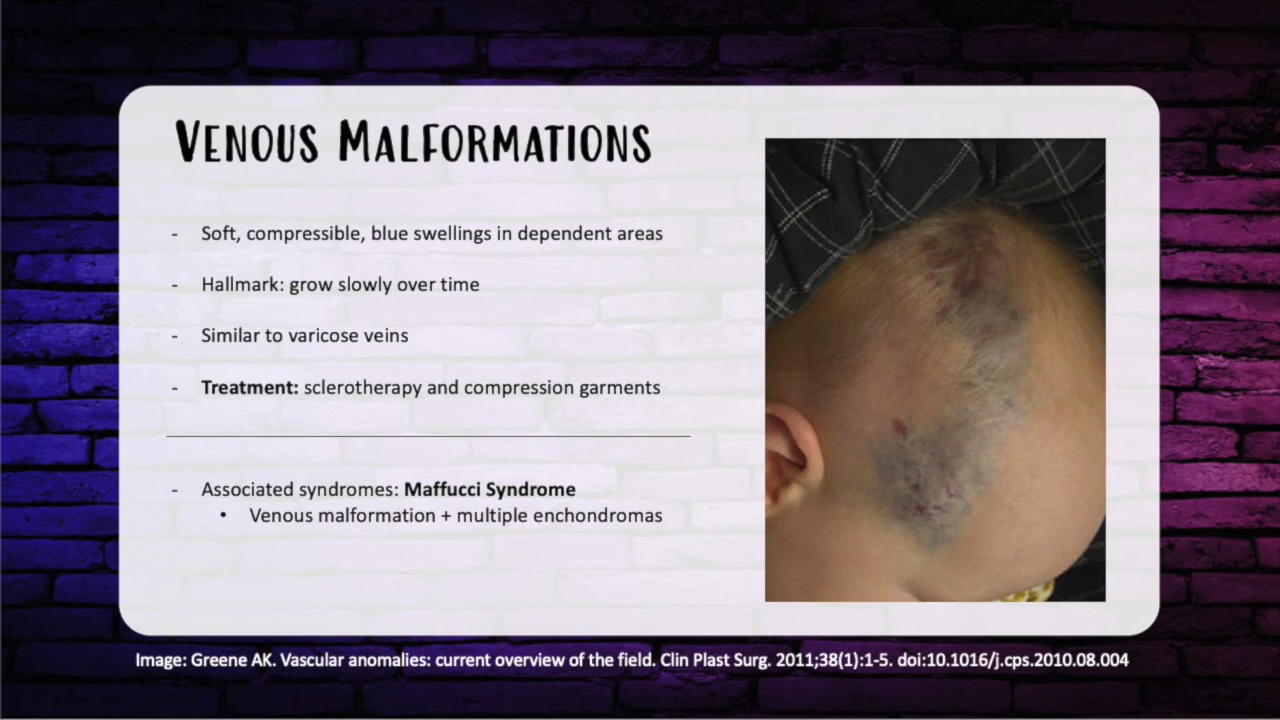 VENOUS MALFORMATIONS
- Soft, compressible, blue swellings in dependent areas
- Hallmark: grow slowly over time
- Similar to varicose veins
- Treatment: sclerotherapy and compression garments
- Associated syndromes: Maffucci Syndrome
• Venous malformation + multiple enchondromas
Image: Greene AK. Vascular anomalies: current overview of the field. Clin Plast Surg. 2011;38(1):1-5. doi:10.1016/j.cps.2010.08.004